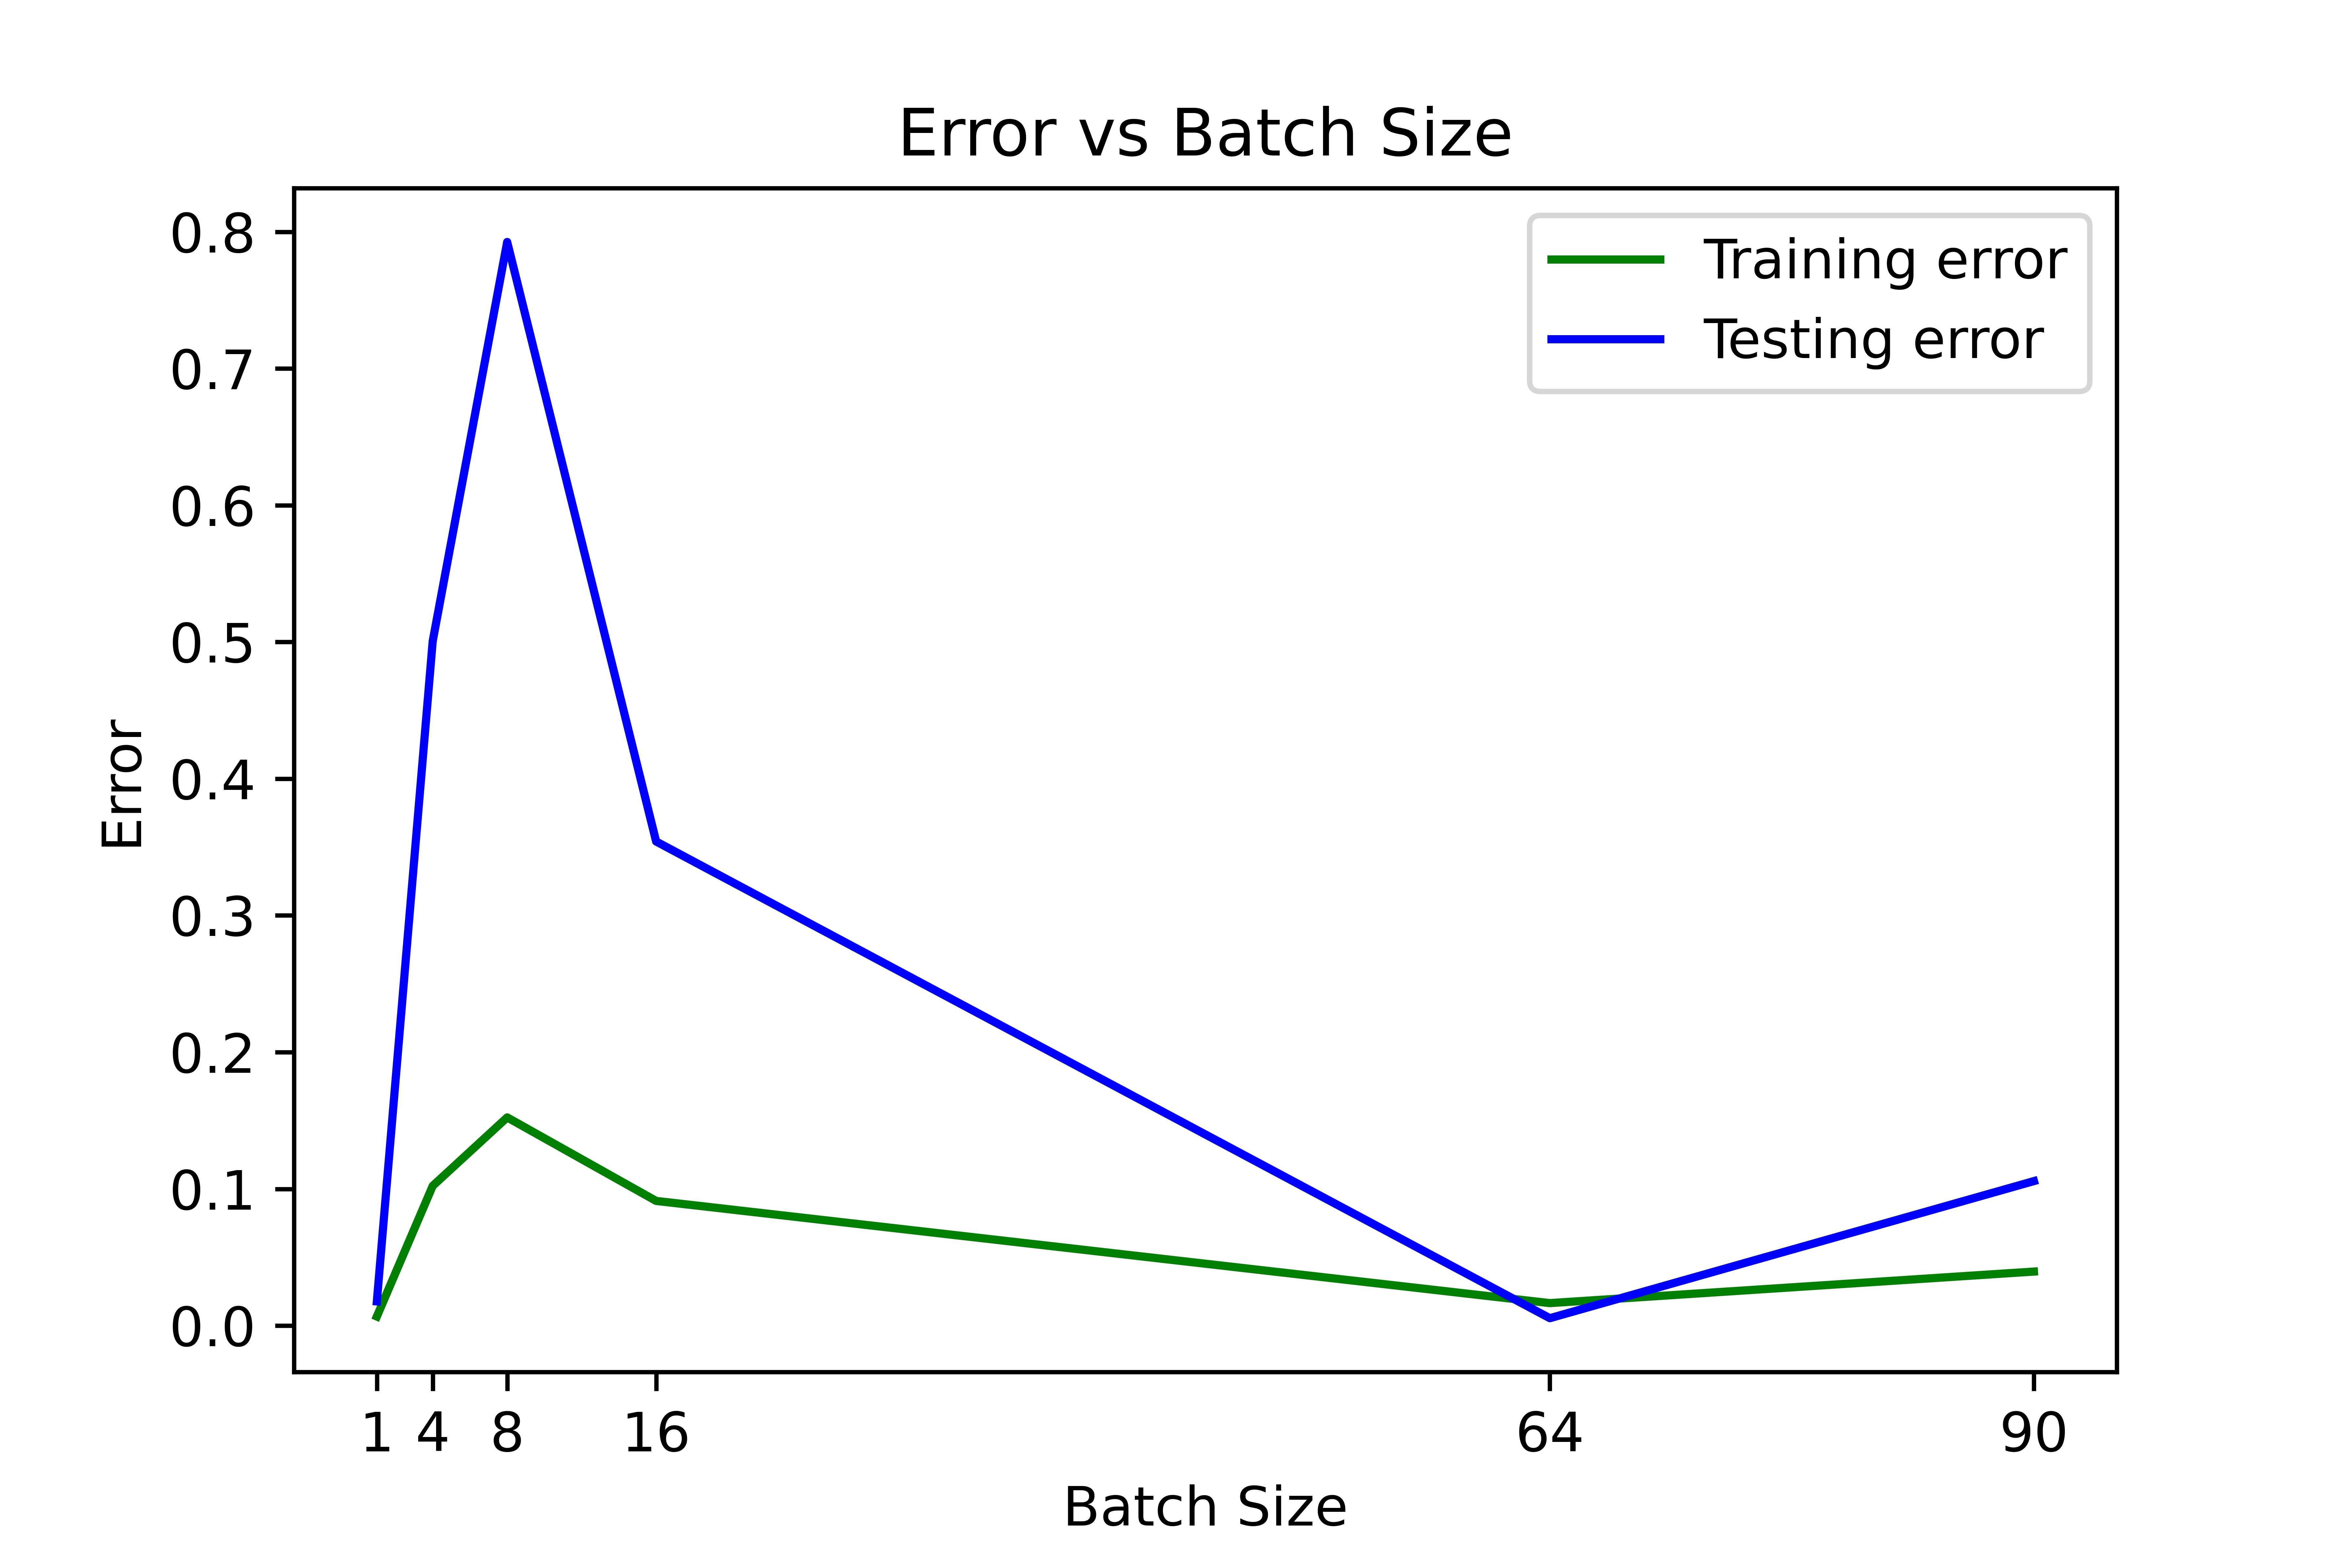 Error vs Batch Size
Training error
Testing error
0.8
0.7
0.6
0.5
0.4
0.3
0.2
0.1
0.0
Error
1 4 8 16 64 90
Batch Size